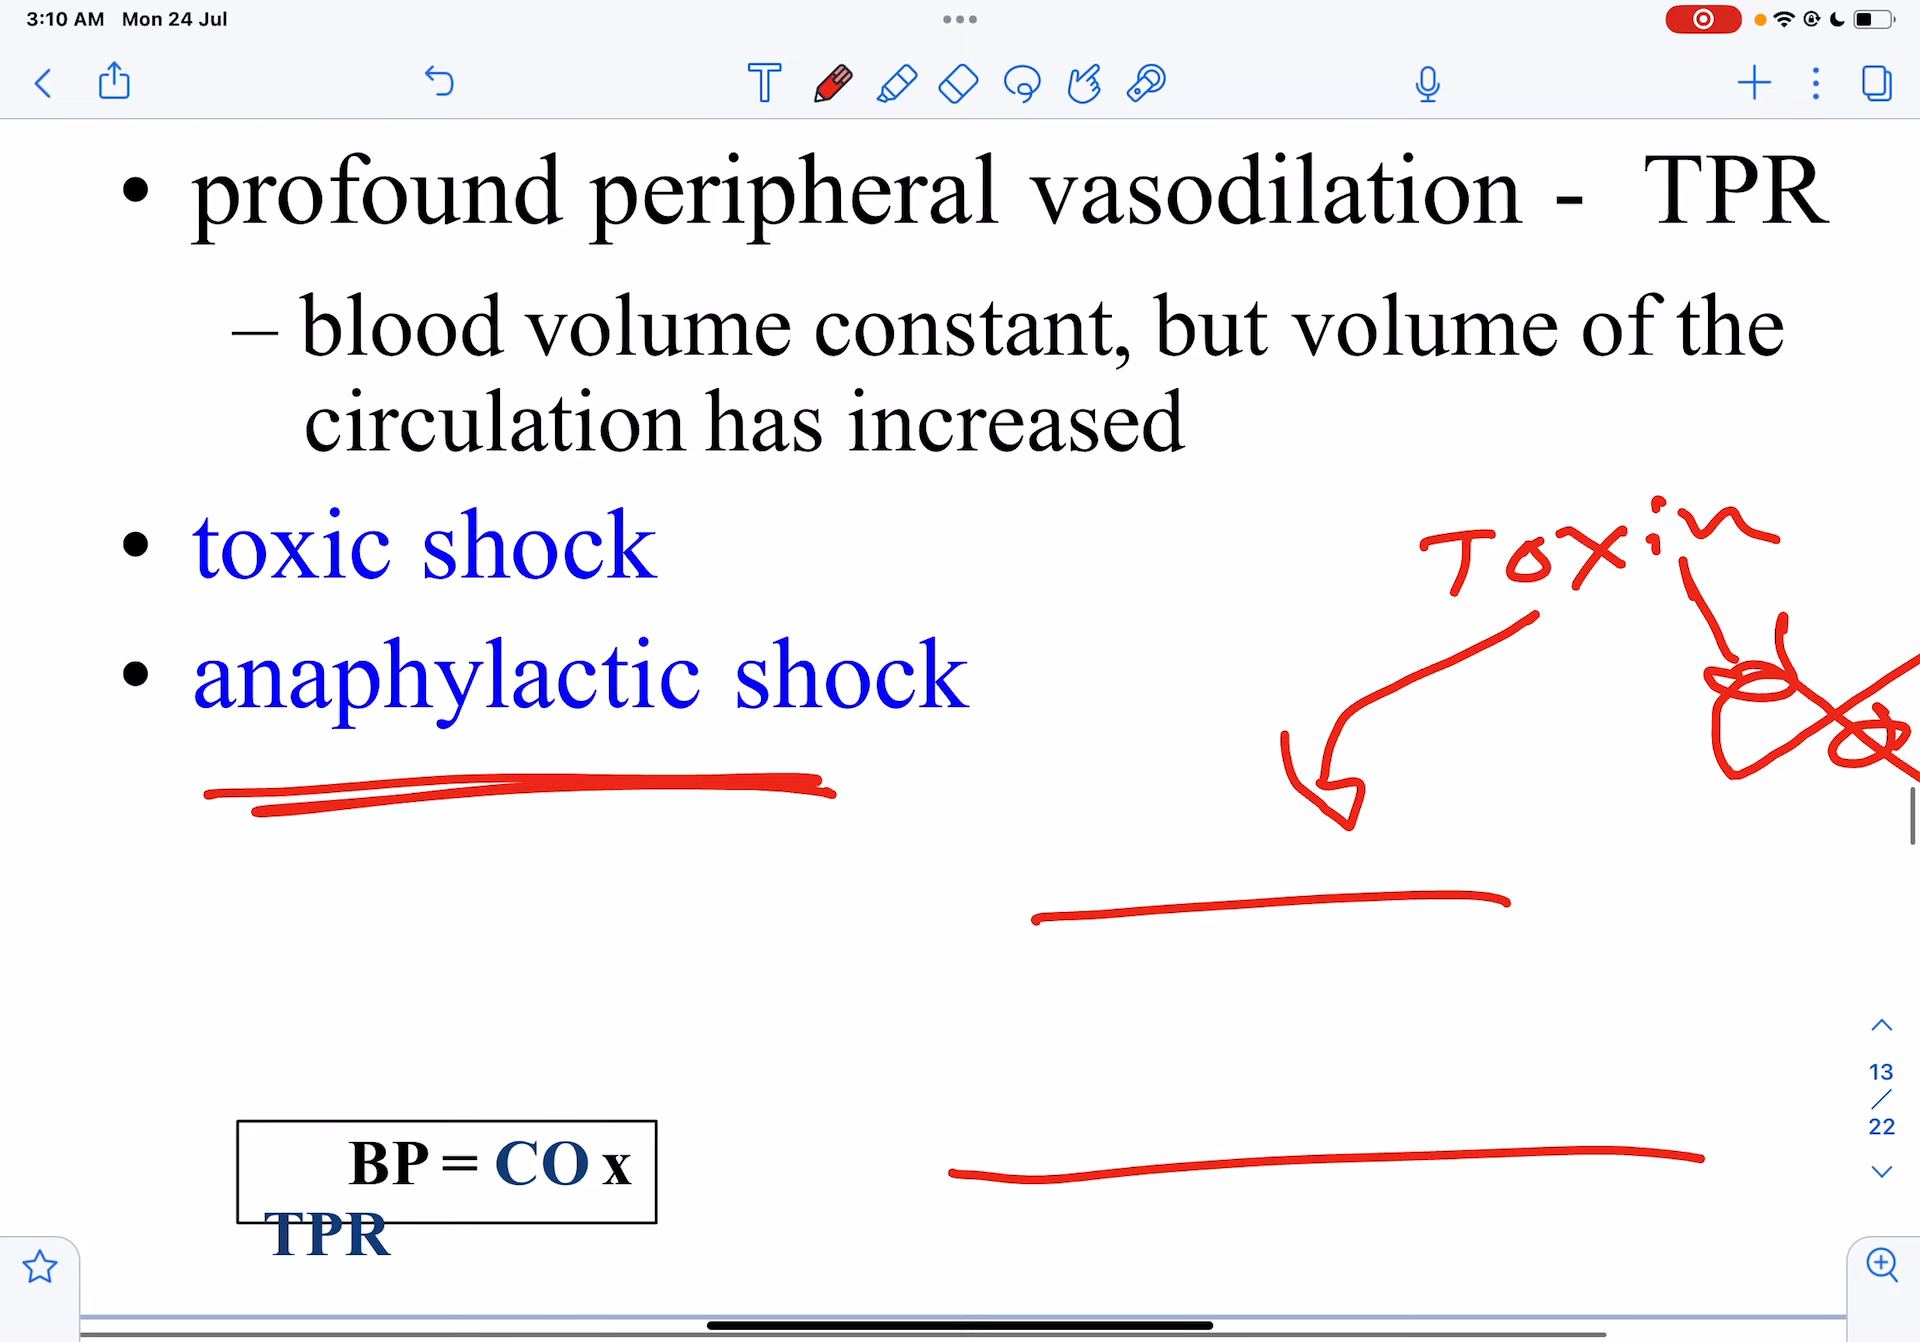 3:10 AM Mon 24 Jul
• profound peripheral vasodilation - TPR
– blood volume constant, but volume of the
circulation has increased
• toxic shock
Toxin
• anaphylactic shock
13
/
22
BP = CO x
TPR